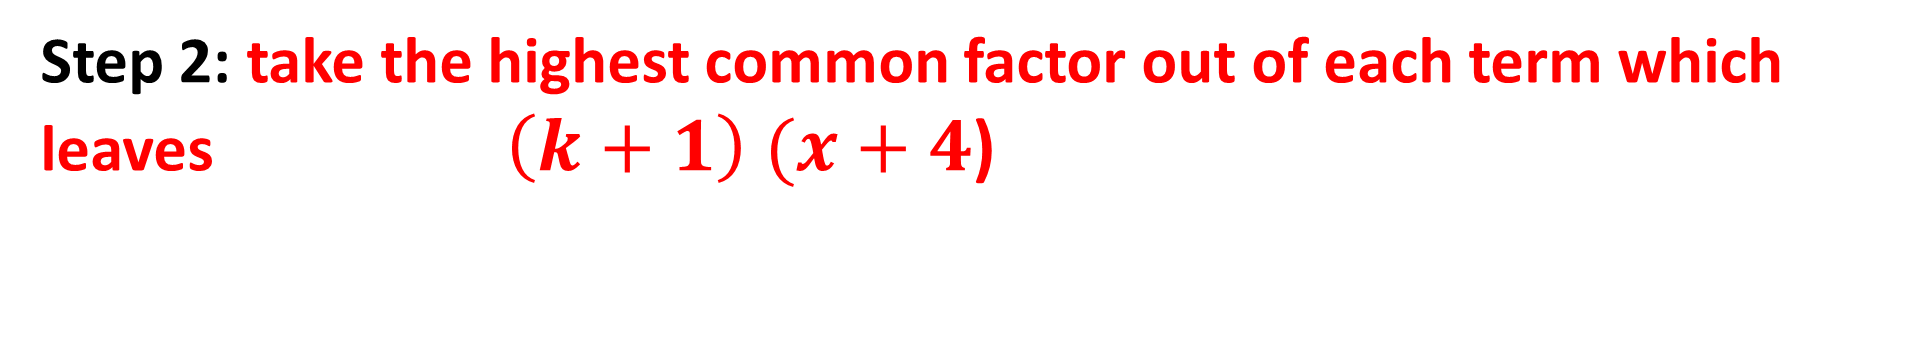 Step 2: take the highest common factor out of each term which
leaves (k + 1) (x + 4)